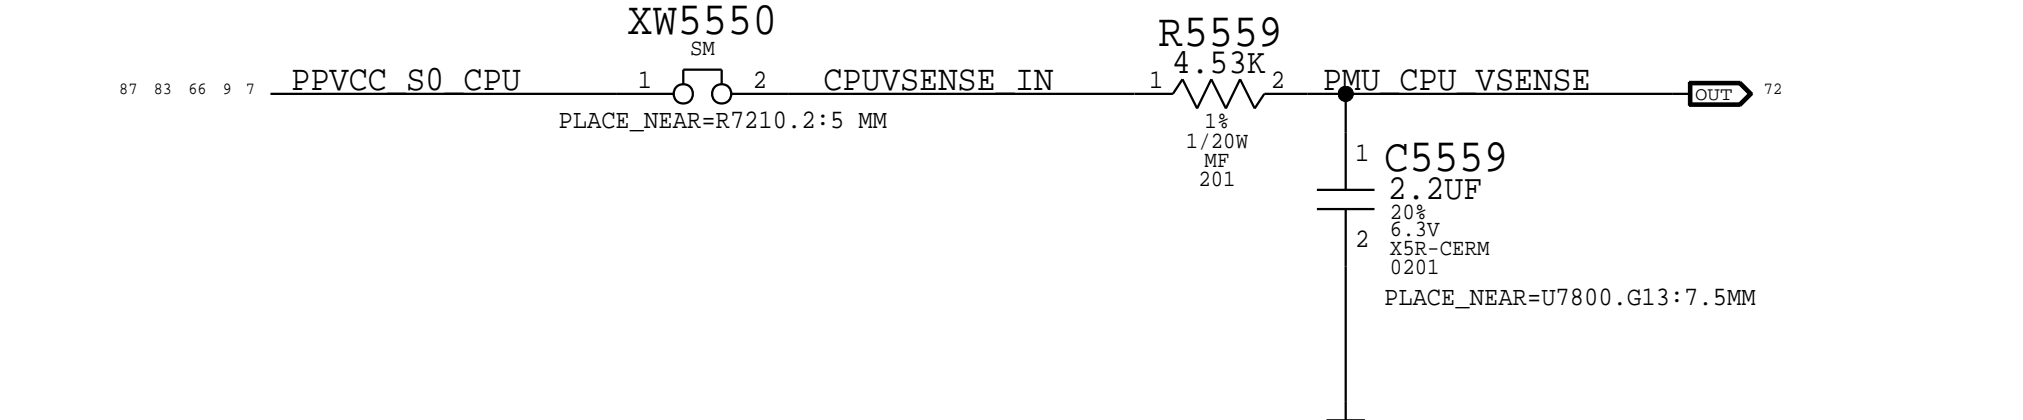 XW5550
SM
87 83 66 9 7 PPVCC_S0_CPU 1 2 CPUVSENSE_IN
PLACE_NEAR=R7210.2:5 MM
R5559
4.53K
1 2 PMU_CPU_VSENSE OUT 72
1%
1/20W
MF
201
1 C5559
2.2UF
20%
6.3V
2 X5R-CERM
0201
PLACE_NEAR=U7800.G13:7.5MM